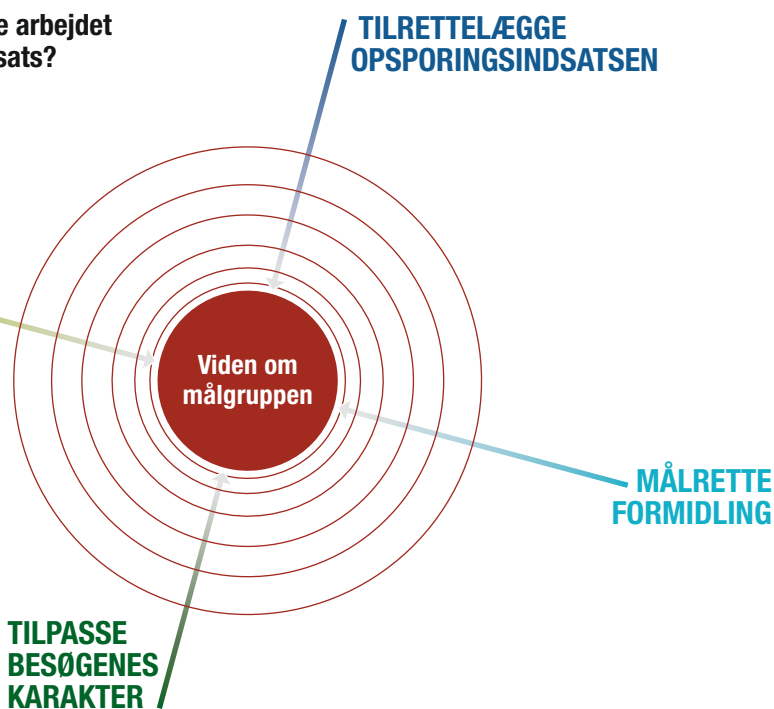 e arbejdet
sats?
TILRETTELÆGGE
OPSPORINGSINDSATSEN
Viden om
målgruppen
MÅLRETTE
FORMIDLING
TILPASSE
BESØGENES
KARAKTER